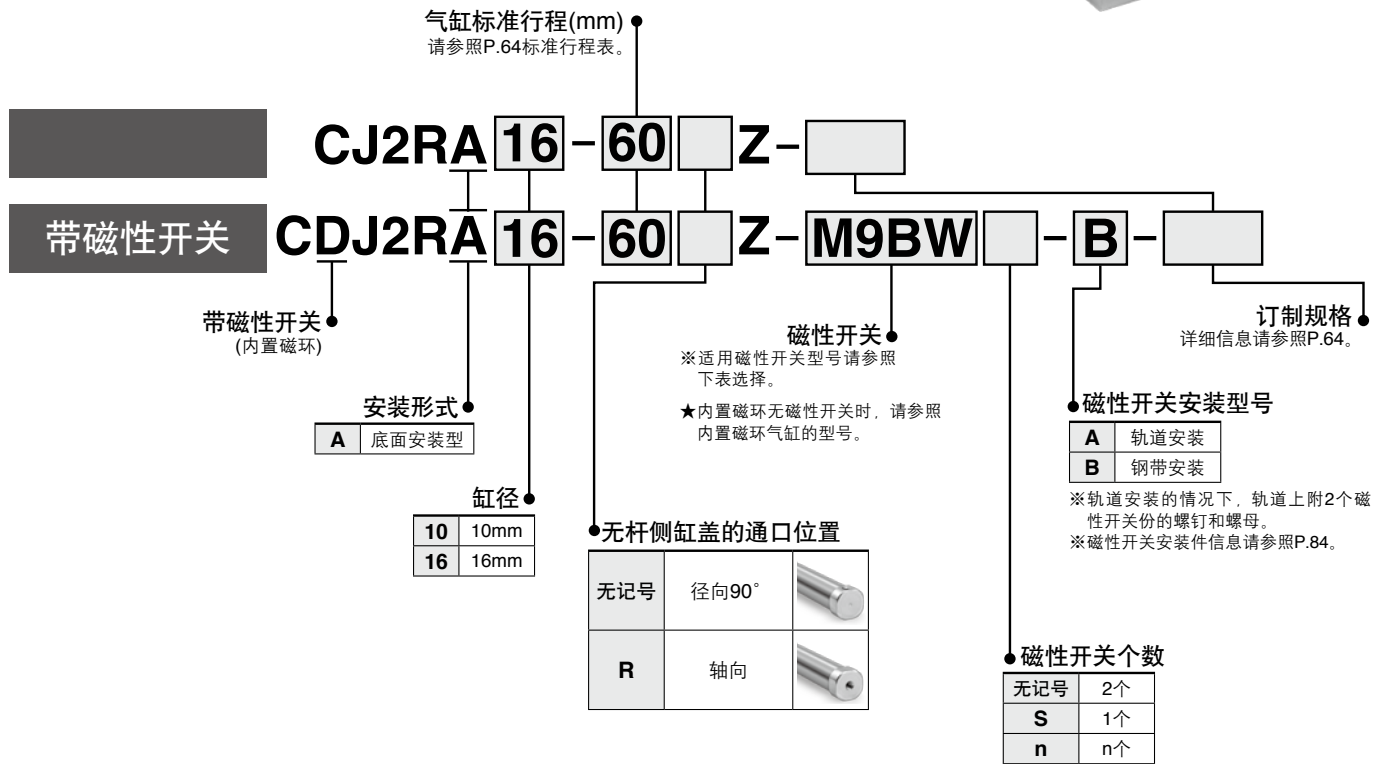 气缸标准行程(mm)
请参照P.64标准行程表。
CJ2RA 16 - 60 Z -
带磁性开关 CDJ2RA 16 - 60 Z - M9BW - B -
带磁性开关
(内置磁环)
安装形式
A 底面安装型
缸径
10 10mm
16 16mm
无杆侧缸盖的通口位置
无记号 径向90°
R 轴向
磁性开关
※适用磁性开关型号请参照
下表选择。
★内置磁环无磁性开关时，请参照
内置磁环气缸的型号。
订制规格
详细信息请参照P.64。
磁性开关安装型号
A 轨道安装
B 钢带安装
※轨道安装的情况下，轨道上附2个磁
性开关份的螺钉和螺母。
※磁性开关安装件信息请参照P.84。
磁性开关个数
无记号 2个
S 1个
n n个